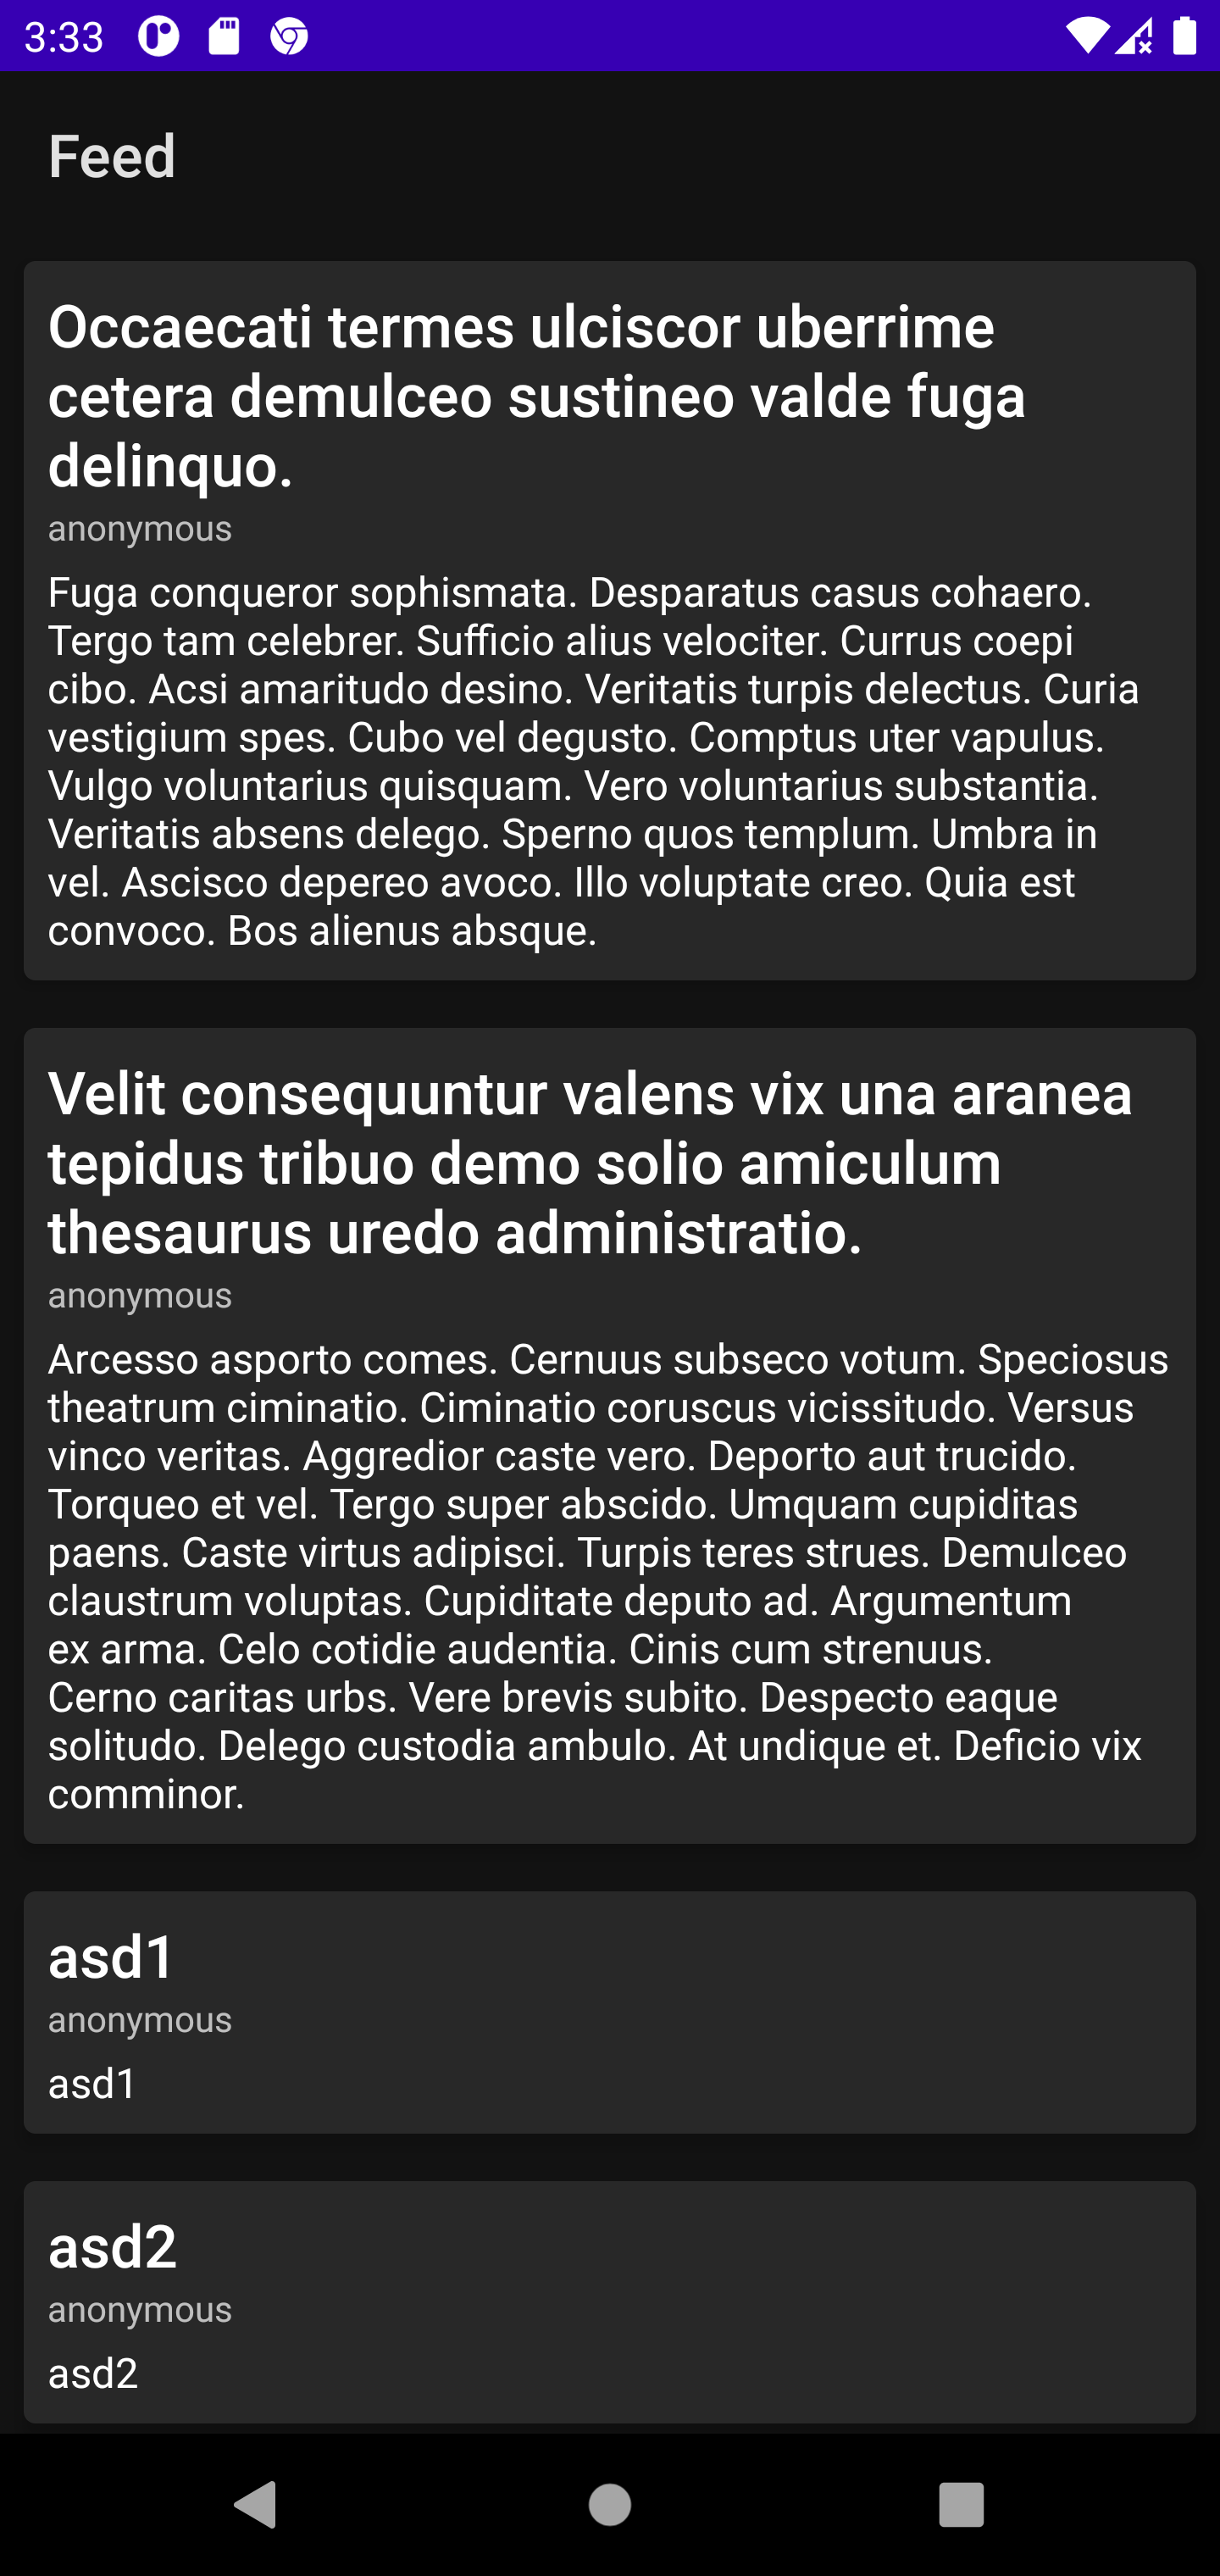 3:33
Feed
Occaecati termes ulciscor uberrime
cetera demulceo sustineo valde fuga
delinquo.
anonymous
Fuga conqueror sophismata. Desparatus casus cohaero.
Tergo tam celebrer. Sufficio alius velociter. Currus coepi
cibo. Acsi amaritudo desino. Veritatis turpis delectus. Curia
vestigium spes. Cubo vel degusto. Comptus uter vapulus.
Vulgo voluntarius quisquam. Vero voluntarius substantia.
Veritatis absens delego. Sperno quos templum. Umbra in
vel. Ascisco depereo avoco. Illo voluptate creo. Quia est
convoco. Bos alienus absque.
Velit consequuntur valens vix una aranea
tepidus tribuo demo solio amiculum
thesaurus uredo administratio.
anonymous
Arcesso asporto comes. Cernuus subseco votum. Speciosus
theatrum ciminatio. Ciminatio coruscus vicissitudo. Versus
vinco veritas. Aggredior caste vero. Deporto aut trucido.
Torqueo et vel. Tergo super abscido. Umquam cupiditas
paens. Caste virtus adipisci. Turpis teres strues. Demulceo
claustrum voluptas. Cupiditate deputo ad. Argumentum
ex arma. Celo cotidie audentia. Cinis cum strenuus.
Cerno caritas urbs. Vere brevis subito. Despecto eaque
solitudo. Delego custodia ambulo. At undique et. Deficio vix
comminor.
asd1
anonymous
asd1
asd2
anonymous
asd2